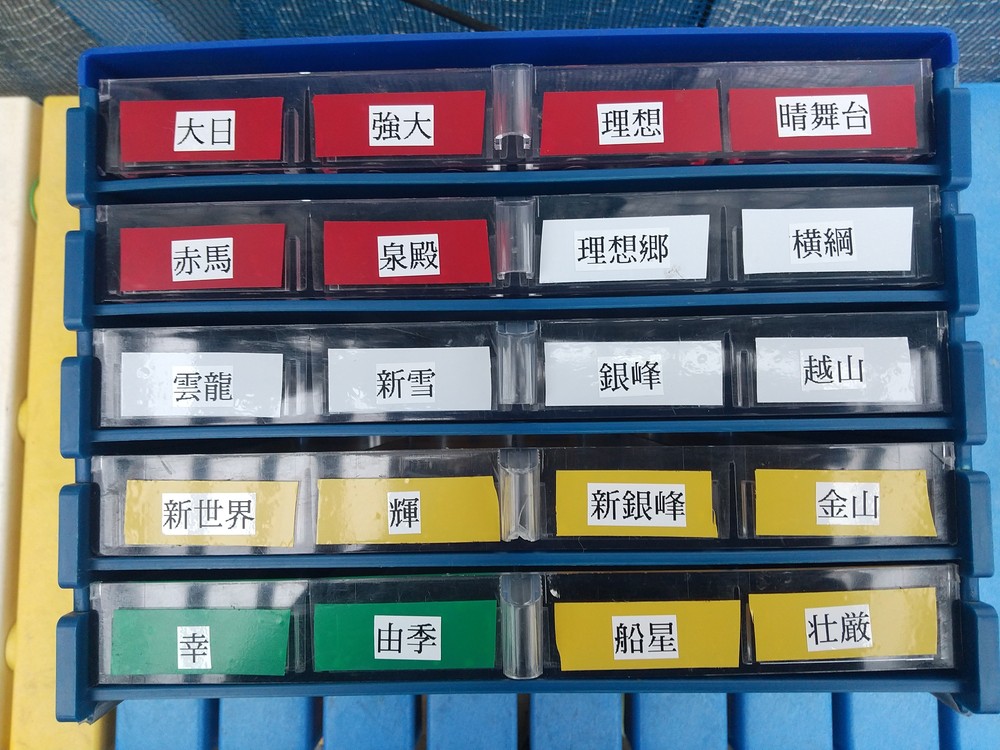 大日
強大
理想
晴舞台
赤馬
泉殿
理想郷
横綱
雲龍
新雪
銀峰
越山
新世界
輝
新銀峰
金山
幸
由季
船星
壮厳